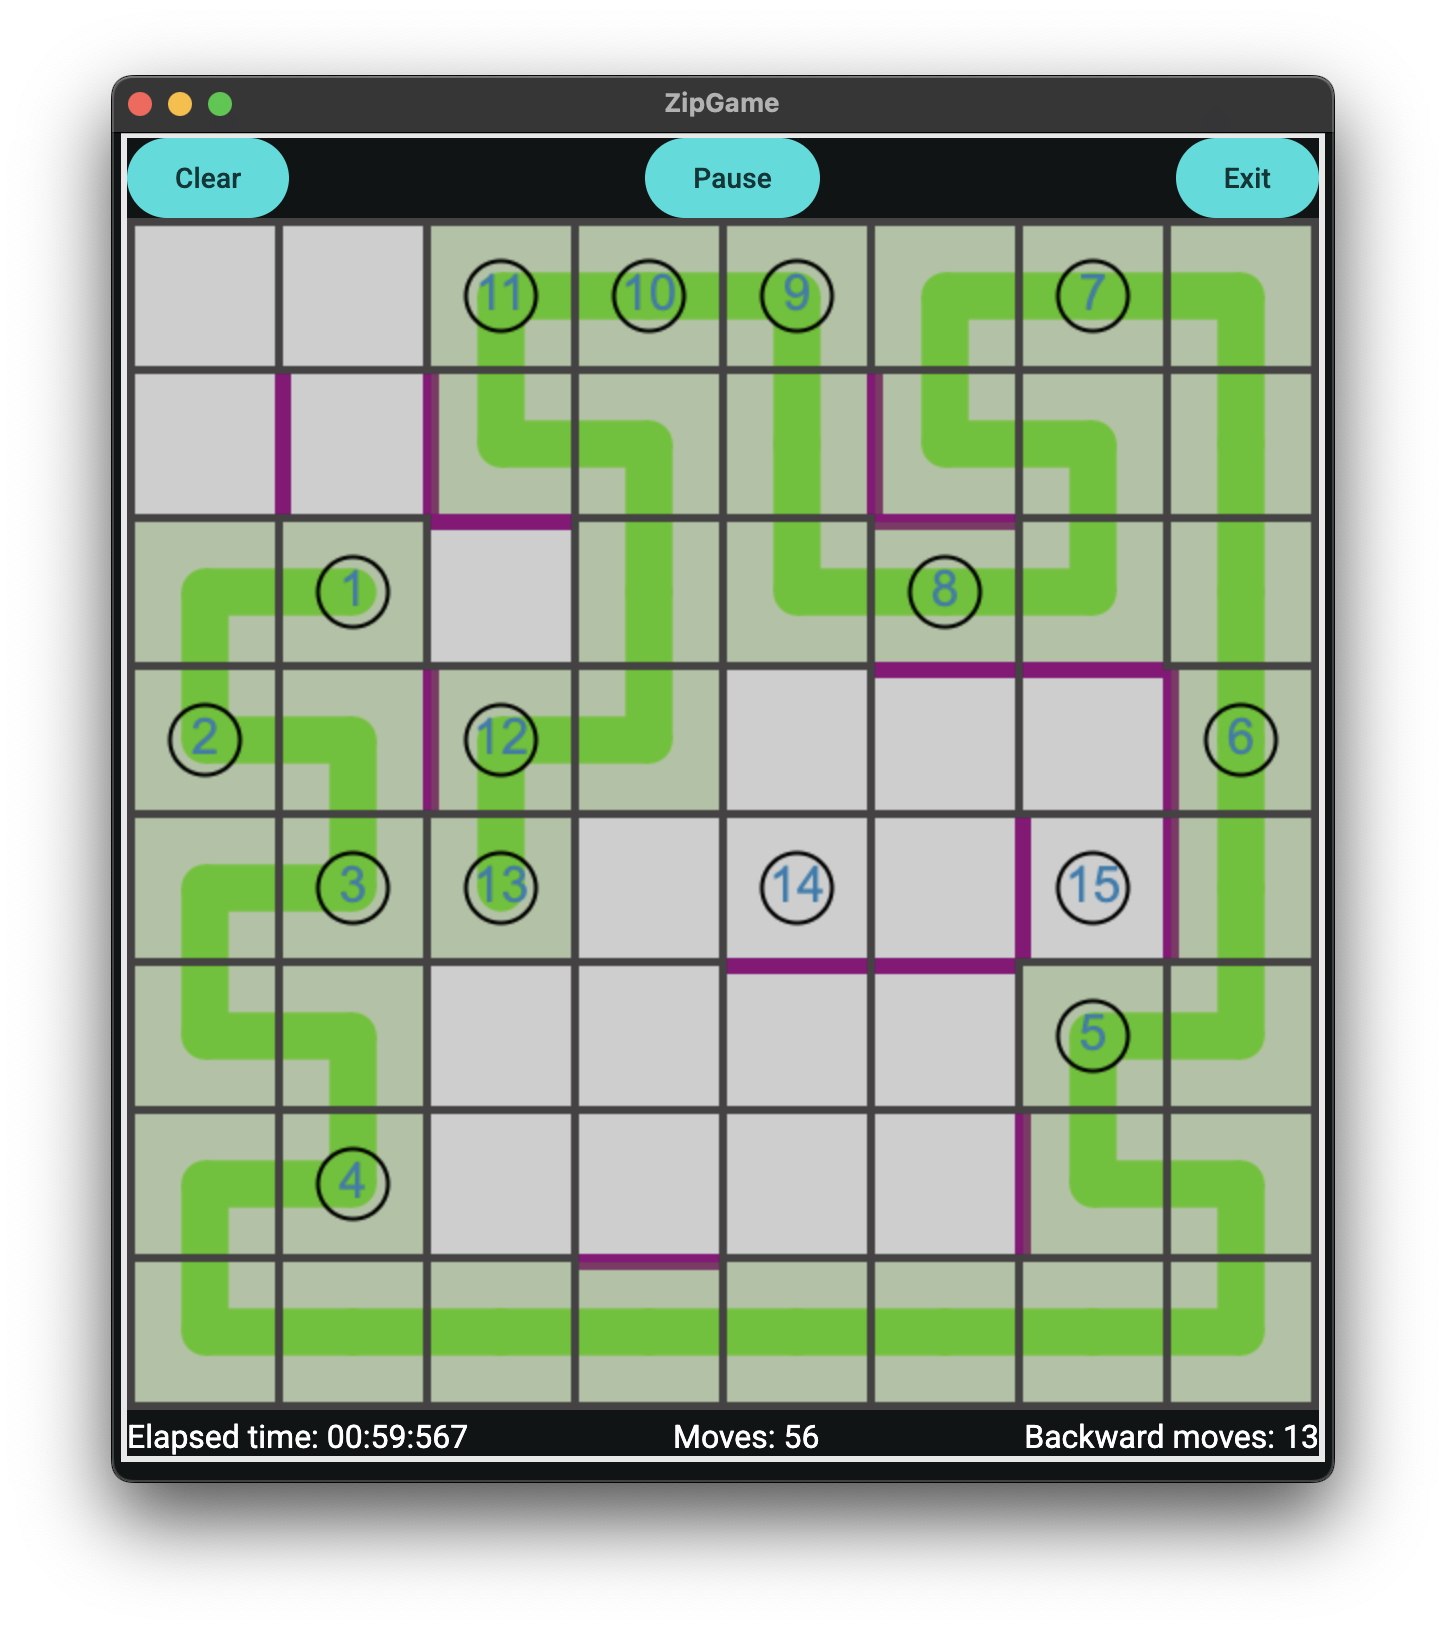 ZipGame
Clear Pause Exit
11 10 9 7
1 8
2 12 6
3 13 14 15
5
4
Elapsed time: 00:59:567 Moves: 56 Backward moves: 13